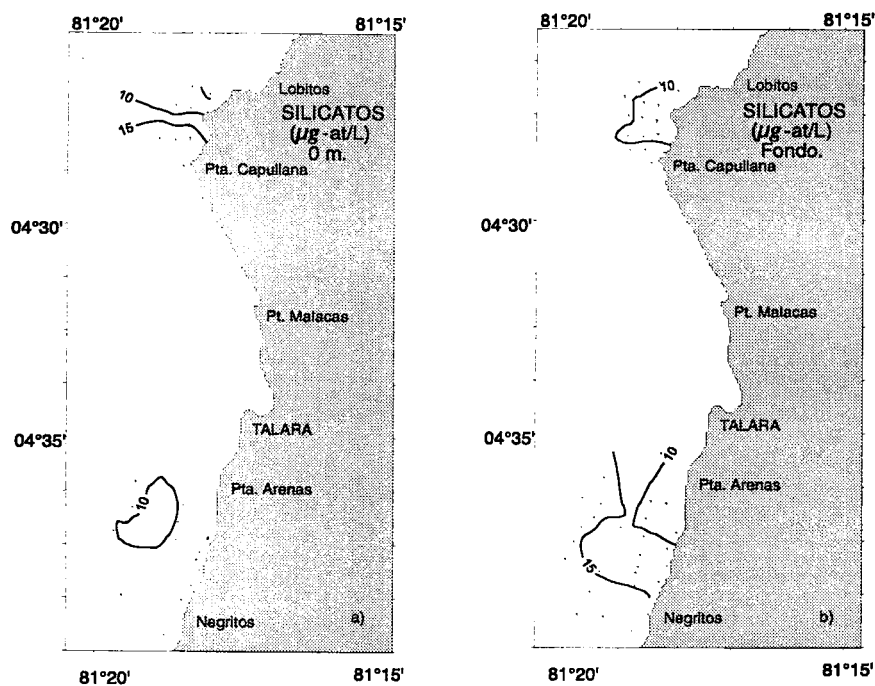 81°20'
81°15'
10
15
Lobitos
SILICATOS
(µg-at/L)
0 m.
Pta. Capullana
04°30'
Pt. Malacas
TALARA
04°35'
Pta. Arenas
10
Negritos
a)
81°20'
81°15'
81°20'
81°15'
10
Lobitos
SILICATOS
(µg-at/L)
Fondo.
Pta. Capullana
04°30'
Pt. Malacas
TALARA
04°35'
10
Pta. Arenas
15
Negritos
b)
81°20'
81°15'